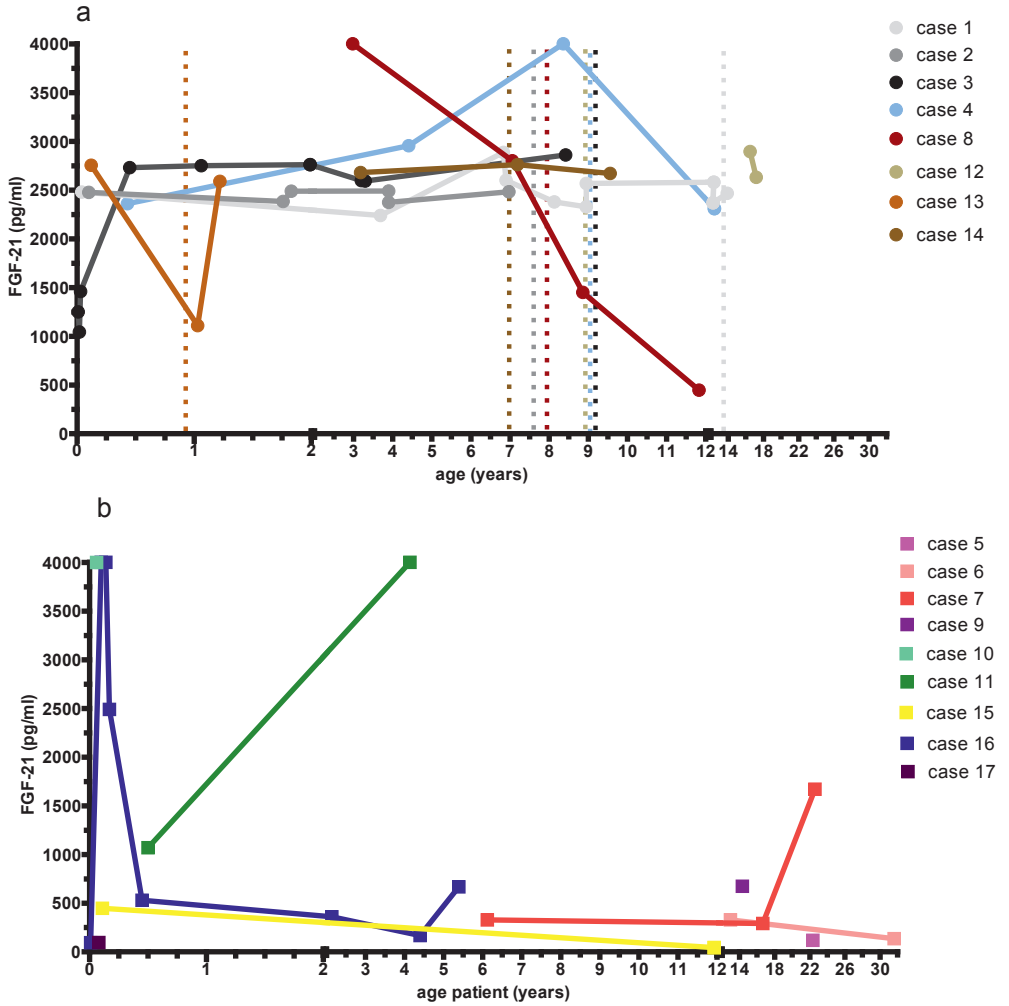 a
4000
3500
3000
2500
2000
1500
1000
500
0
FGF-21 (pg/ml)
0 1 2 3 4 5 6 7 8 9 10 11 12 14 18 22 26 30
age (years)
case 1
case 2
case 3
case 4
case 8
case 12
case 13
case 14
b
4000
3500
3000
2500
2000
1500
1000
500
0
FGF-21 (pg/ml)
0 1 2 3 4 5 6 7 8 9 10 11 12 14 18 22 26 30
age patient (years)
case 5
case 6
case 7
case 9
case 10
case 11
case 15
case 16
case 17